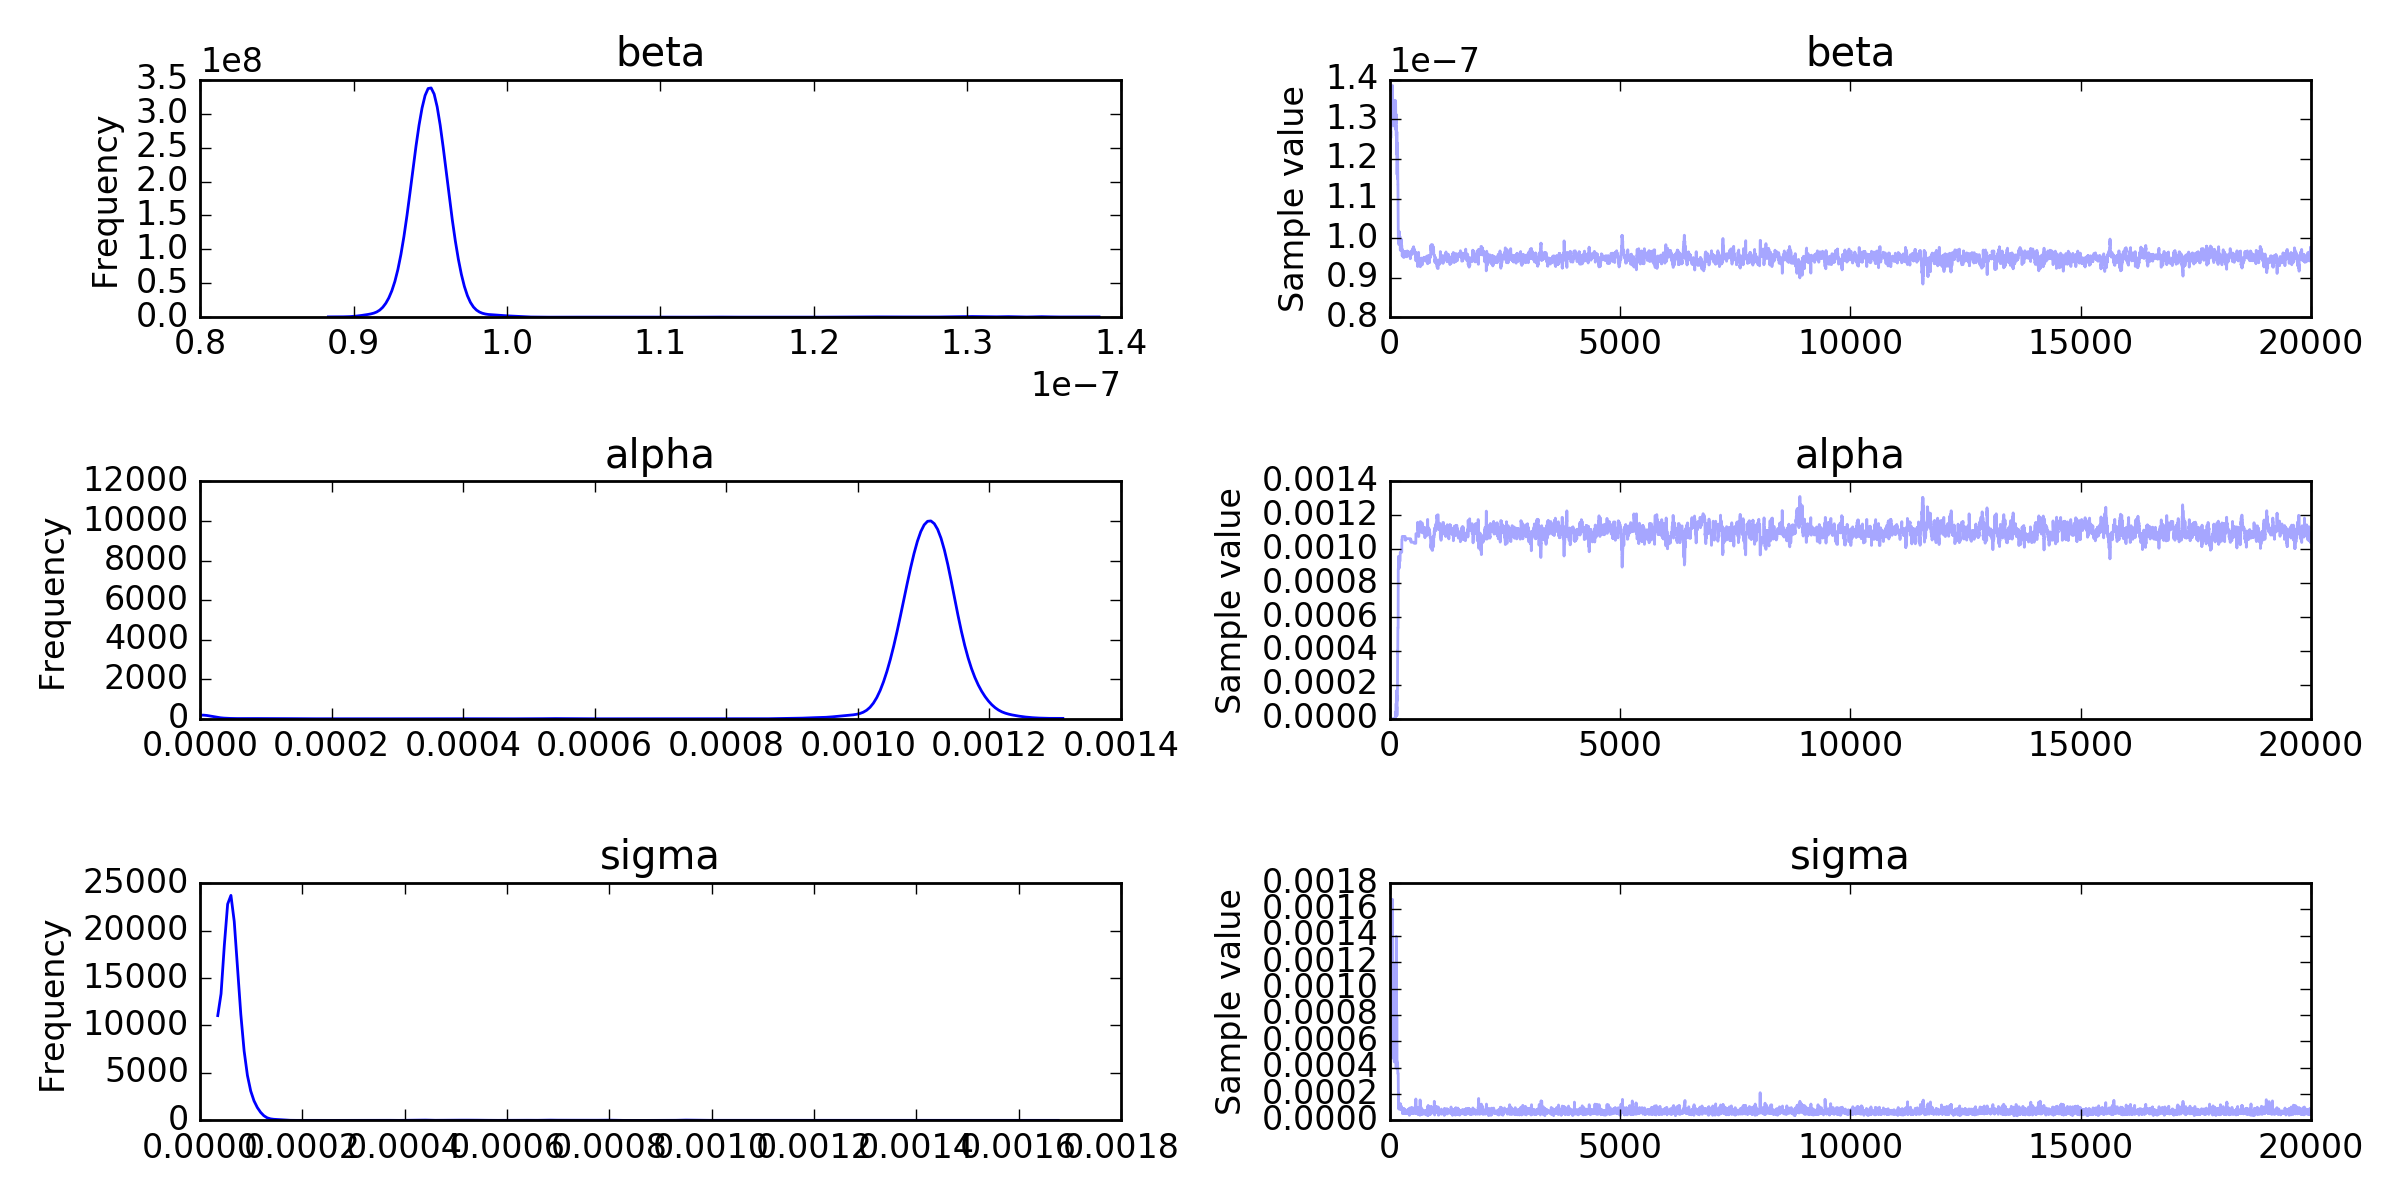 beta
1e8
3.5
3.0
2.5
2.0
1.5
1.0
0.5
0.0
Frequency
0.8 0.9 1.0 1.1 1.2 1.3 1.4
1e−7
beta
1e−7
1.4
1.3
1.2
1.1
1.0
0.9
0.8
Sample value
0 5000 10000 15000 20000
alpha
12000
10000
8000
6000
4000
2000
0
Frequency
0.0000 0.0002 0.0004 0.0006 0.0008 0.0010 0.0012 0.0014
alpha
0.0014
0.0012
0.0010
0.0008
0.0006
0.0004
0.0002
0.0000
Sample value
0 5000 10000 15000 20000
sigma
25000
20000
15000
10000
5000
0
Frequency
0.0000 0.0002 0.0004 0.0006 0.0008 0.0010 0.0012 0.0014 0.0016 0.0018
sigma
0.0018
0.0016
0.0014
0.0012
0.0010
0.0008
0.0006
0.0004
0.0002
0.0000
Sample value
0 5000 10000 15000 20000